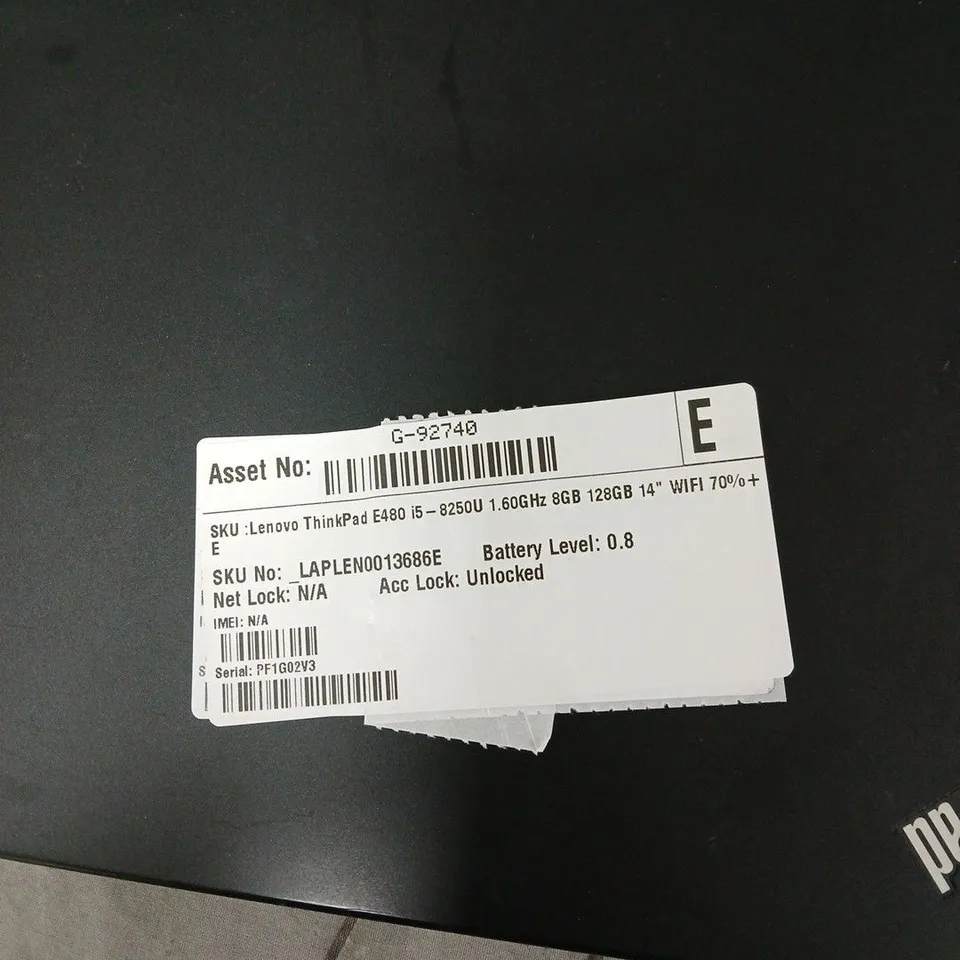 G-92740
E
Asset No:
SKU :Lenovo ThinkPad E480 i5-8250U 1.60GHz 8GB 128GB 14" WIFI 70%+
E
SKU No: _LAPLEN0013686E Battery Level: 0.8
Net Lock: N/A Acc Lock: Unlocked
IMEI: N/A
S
Serial: PF1G02V3